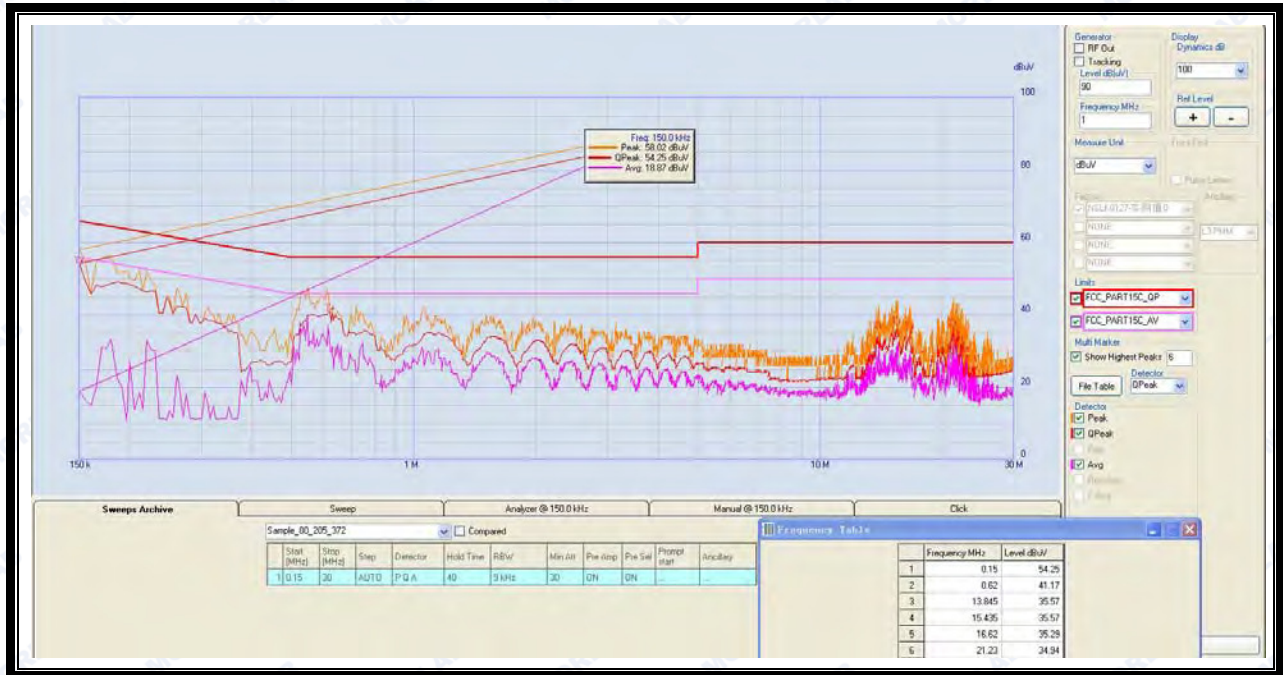 dBuV
100
80
60
40
20
0
150 k
1 M
10 M
30 M
Freq: 150.0 kHz
Peak: 58.02 dBuV
QPeak: 54.25 dBuV
Avg: 18.87 dBuV
Generator
RF Out
Tracking
Level dB(uV)
90
Frequency MHz
1
Display
Dynamics dB
100
Ref Level
+ -
Measure Unit
dBuV
Pulse Limiter
Ancillary
NONE
NONE
NONE
Limits
FCC_PART15C_QP
FCC_PART15C_AV
Multi Marker
Show Highest Peaks 6
File Table
Detector
QPeak
Detector
Peak
QPeak
Avg
Sweeps Archive Sweep Analyzer @ 150.0 kHz Manual @ 150.0 kHz Click
Sample_80_205_372 Compared
Start [MHz] Stop [MHz] Step Detector Hold Time RBW Min Att Pre Amp Pre Sel Prompt start Ancillary
1 0.15 30 AUTO P Q A 40 9 kHz 30 ON ON ... ...
Frequency Table
Frequency MHz Level dBuV
1 0.15 54.25
2 0.62 41.17
3 13.845 35.57
4 15.435 35.57
5 16.62 35.29
6 21.23 34.94